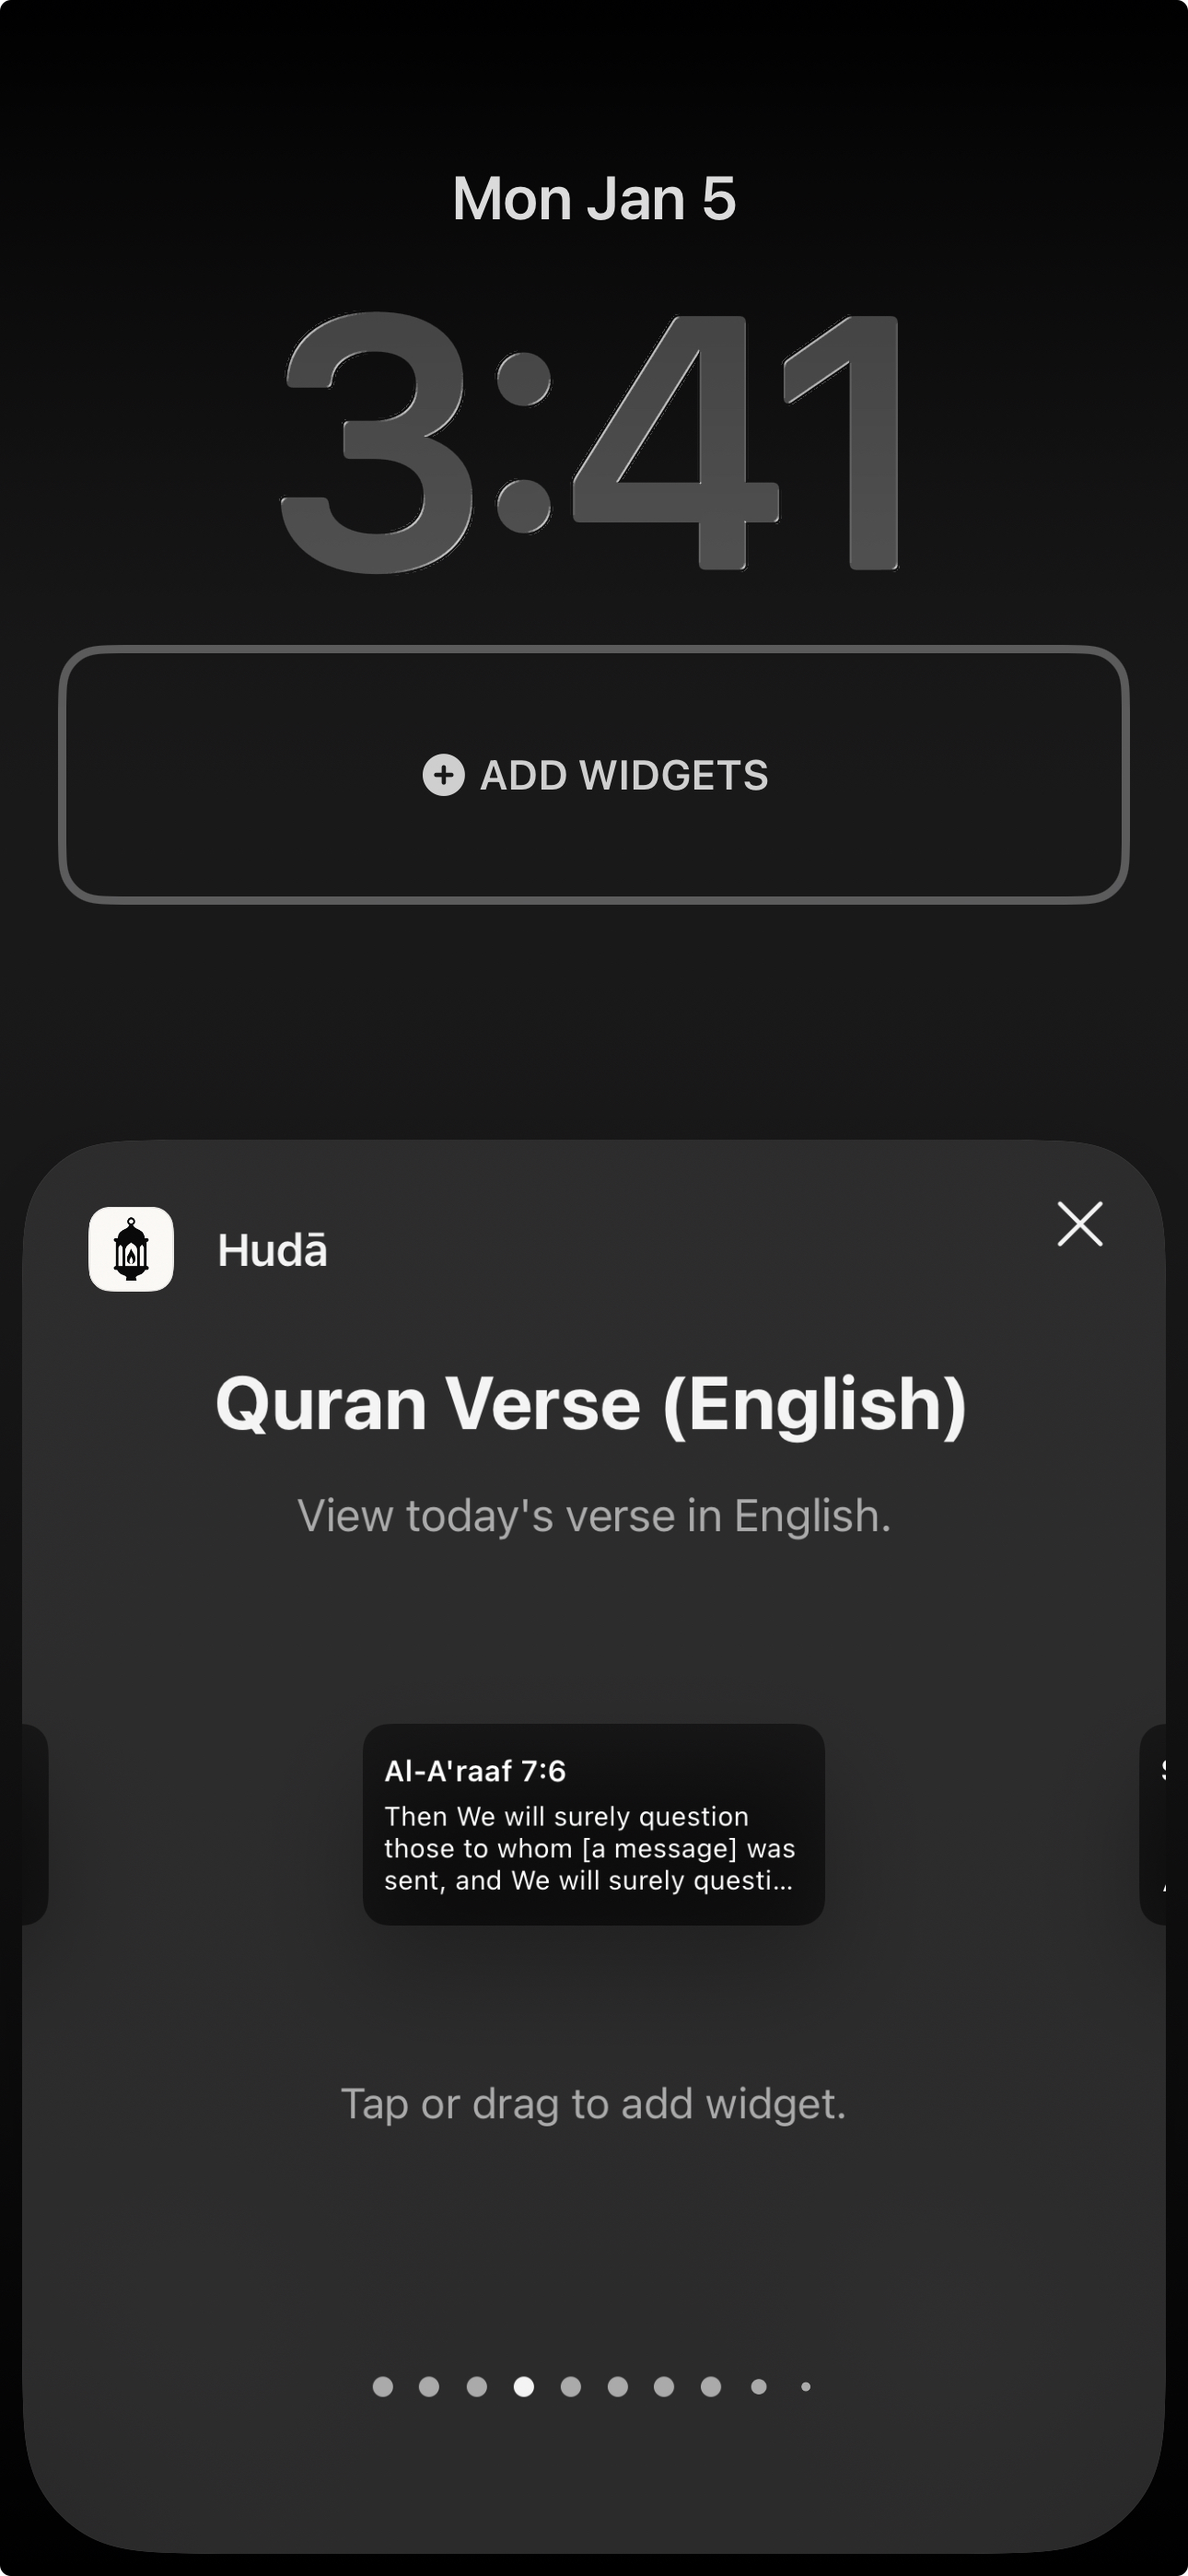 Mon Jan 5
3:41
ADD WIDGETS
Hudā
Quran Verse (English)
View today's verse in English.
Al-A'raaf 7:6
Then We will surely question
those to whom [a message] was
sent, and We will surely questi...
Tap or drag to add widget.